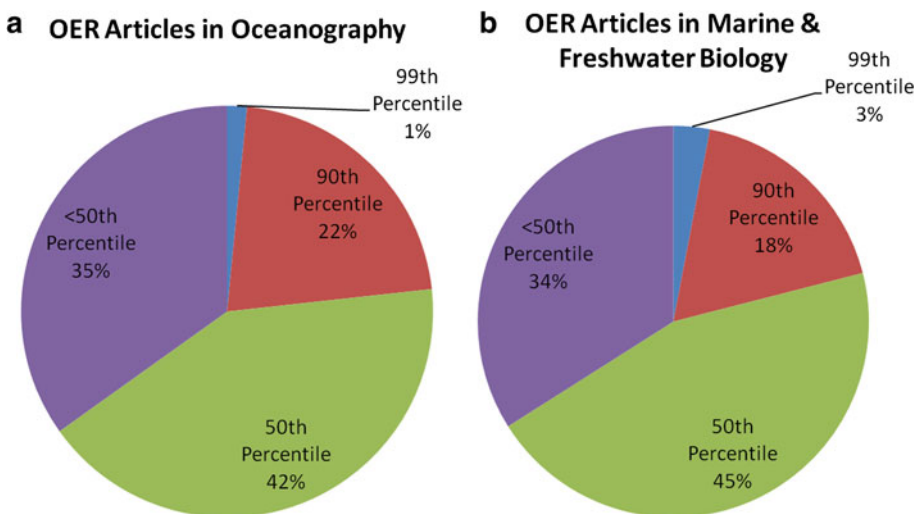 a OER Articles in Oceanography
99th
Percentile
1%
90th
Percentile
22%
<50th
Percentile
35%
50th
Percentile
42%
b OER Articles in Marine &
Freshwater Biology
99th
Percentile
3%
90th
Percentile
18%
<50th
Percentile
34%
50th
Percentile
45%